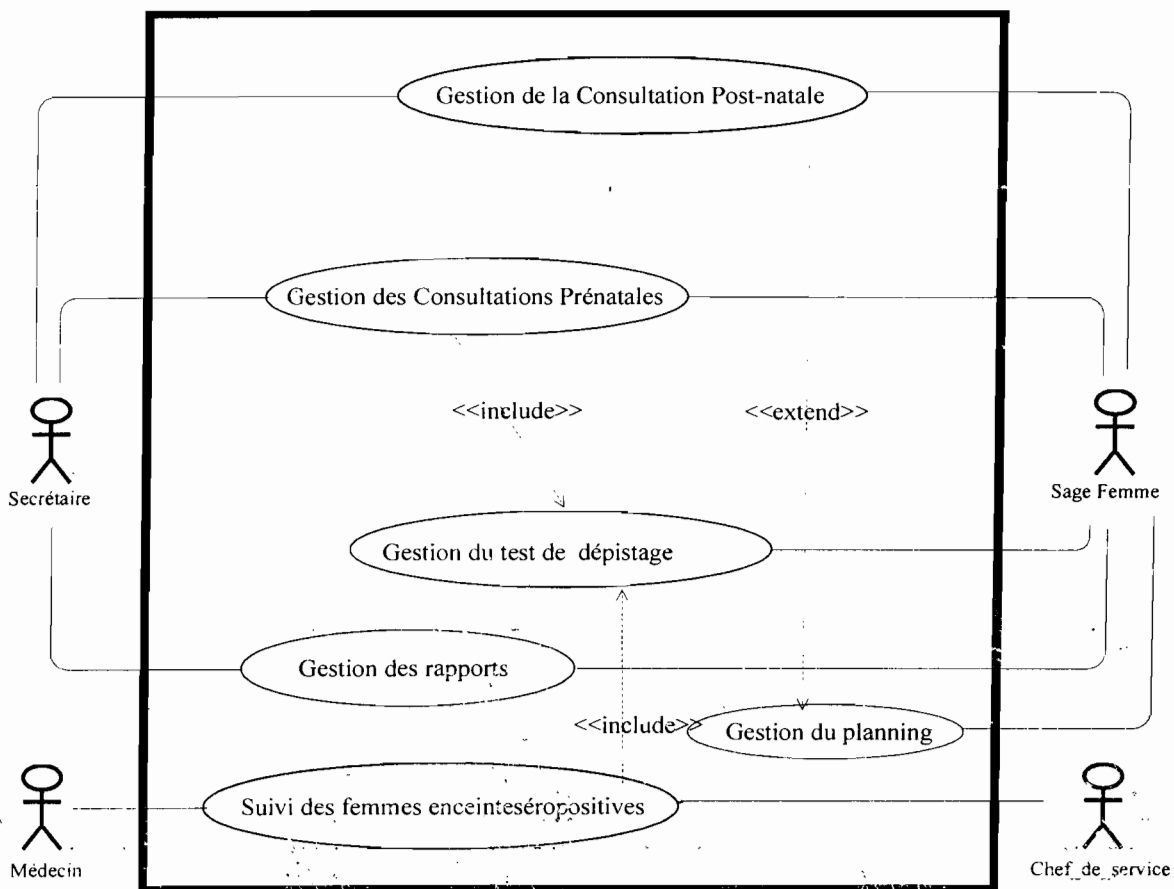 Gestion de la Consultation Post-natale
Gestion des Consultations Prénatales
<<include>>
<<extend>>
Secrétaire
Sage Femme
Gestion du test de dépistage
Gestion des rapports
<<include>>
Gestion du planning
Suivi des femmes enceinteséropositives
Médecin
Chef_de_service